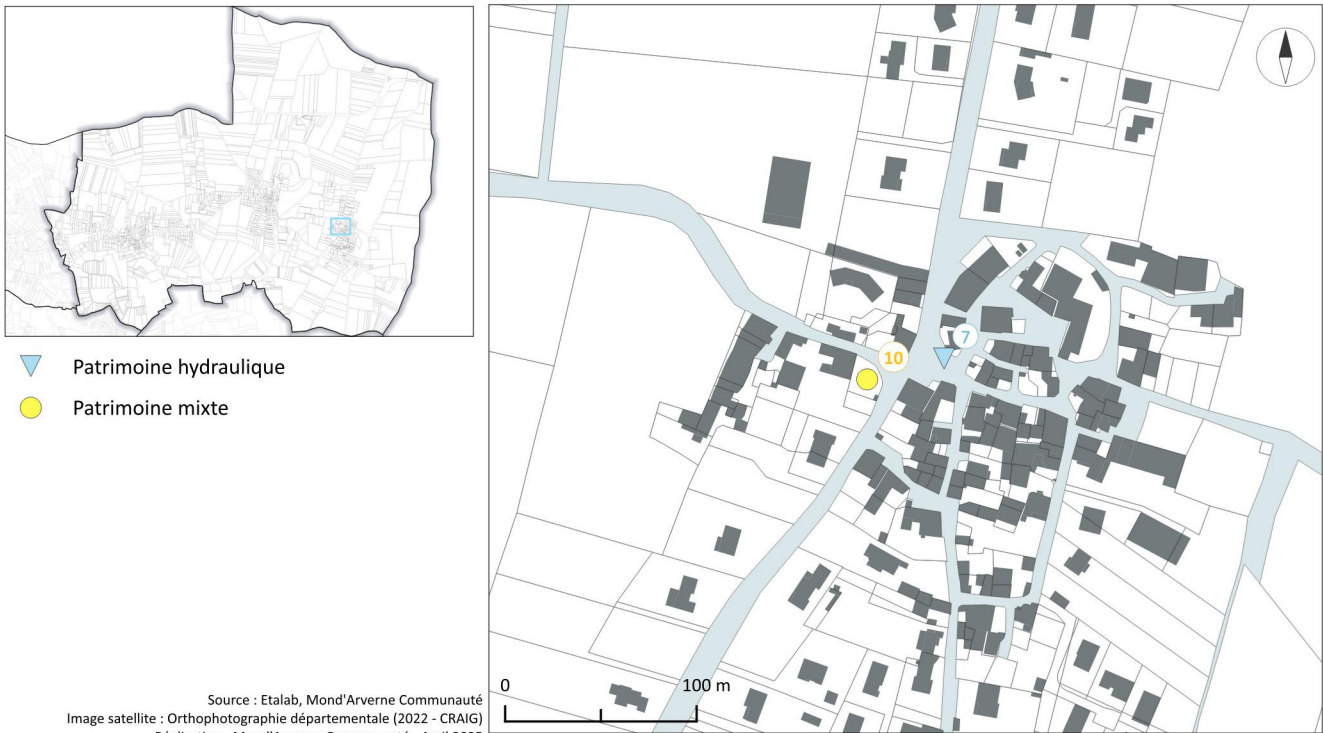 Patrimoine hydraulique
Patrimoine mixte
Source : Etalab, Mond'Arverne Communauté
Image satellite : Orthophotographie départementale (2022 - CRAIG)
7
10
0 100 m